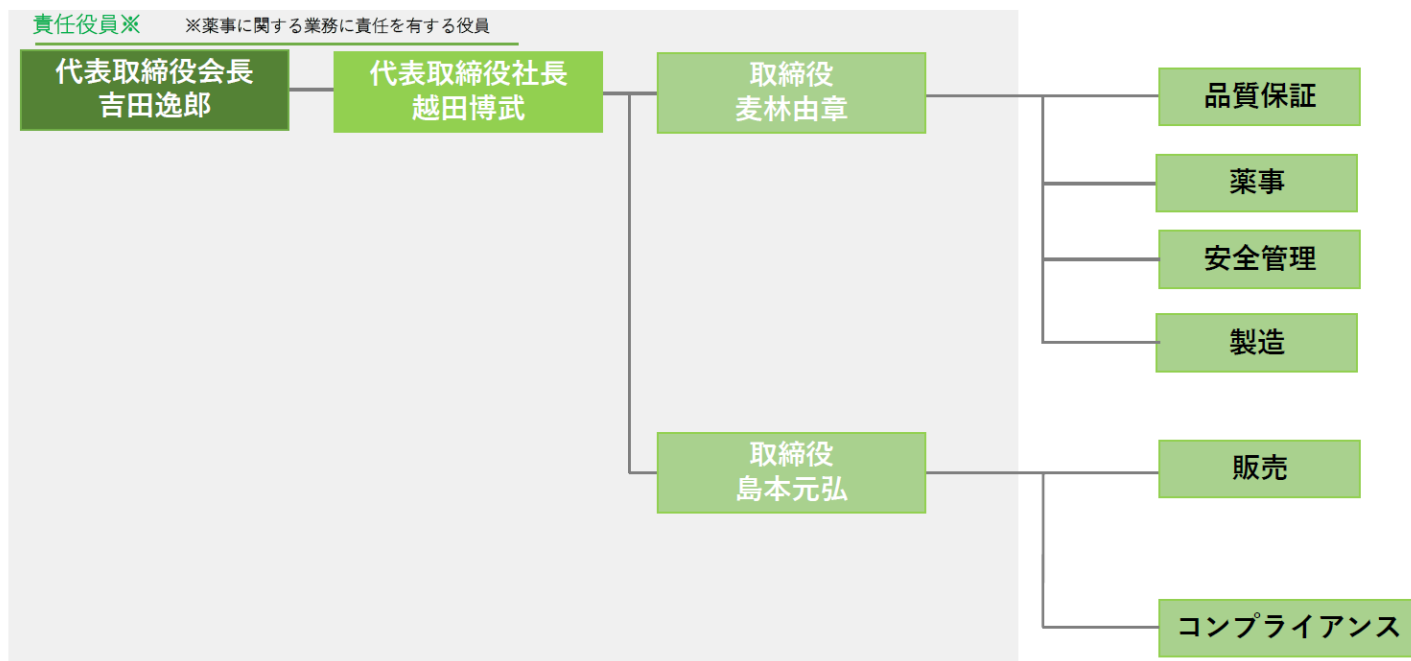 責任役員※ ※薬事に関する業務に責任を有する役員
代表取締役会長
吉田逸郎
代表取締役社長
越田博武
取締役
麦林由章
品質保証
薬事
安全管理
製造
取締役
島本元弘
販売
コンプライアンス